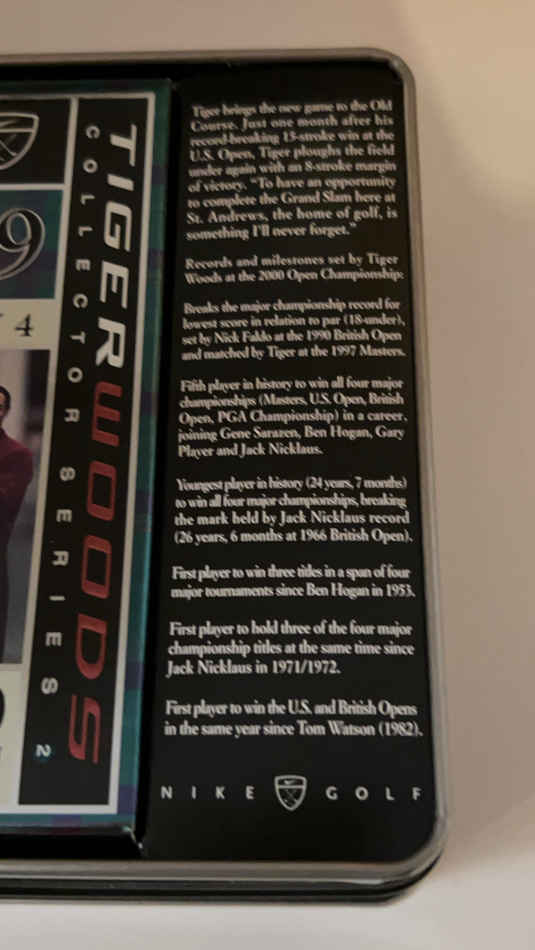 9
4
TIGER WOODS
COLLECTOR SERIES 2
Tiger brings the new game to the Old
Course. Just one month after his
record-breaking 15-stroke win at the
U.S. Open, Tiger ploughs the field
under again with an 8-stroke margin
of victory. "To have an opportunity
to complete the Grand Slam here at
St. Andrews, the home of golf, is
something I'll never forget."
Records and milestones set by Tiger
Woods at the 2000 Open Championship:
Breaks the major championship record for
lowest score in relation to par (18-under),
set by Nick Faldo at the 1990 British Open
and matched by Tiger at the 1997 Masters.
Fifth player in history to win all four major
championships (Masters, U.S. Open, British
Open, PGA Championship) in a career,
joining Gene Sarazen, Ben Hogan, Gary
Player and Jack Nicklaus.
Youngest player in history (24 years, 7 months)
to win all four major championships, breaking
the mark held by Jack Nicklaus record
(26 years, 6 months at 1966 British Open).
First player to win three titles in a span of four
major tournaments since Ben Hogan in 1953.
First player to hold three of the four major
championship titles at the same time since
Jack Nicklaus in 1971/1972.
First player to win the U.S. and British Opens
in the same year since Tom Watson (1982).
NIKE GOLF